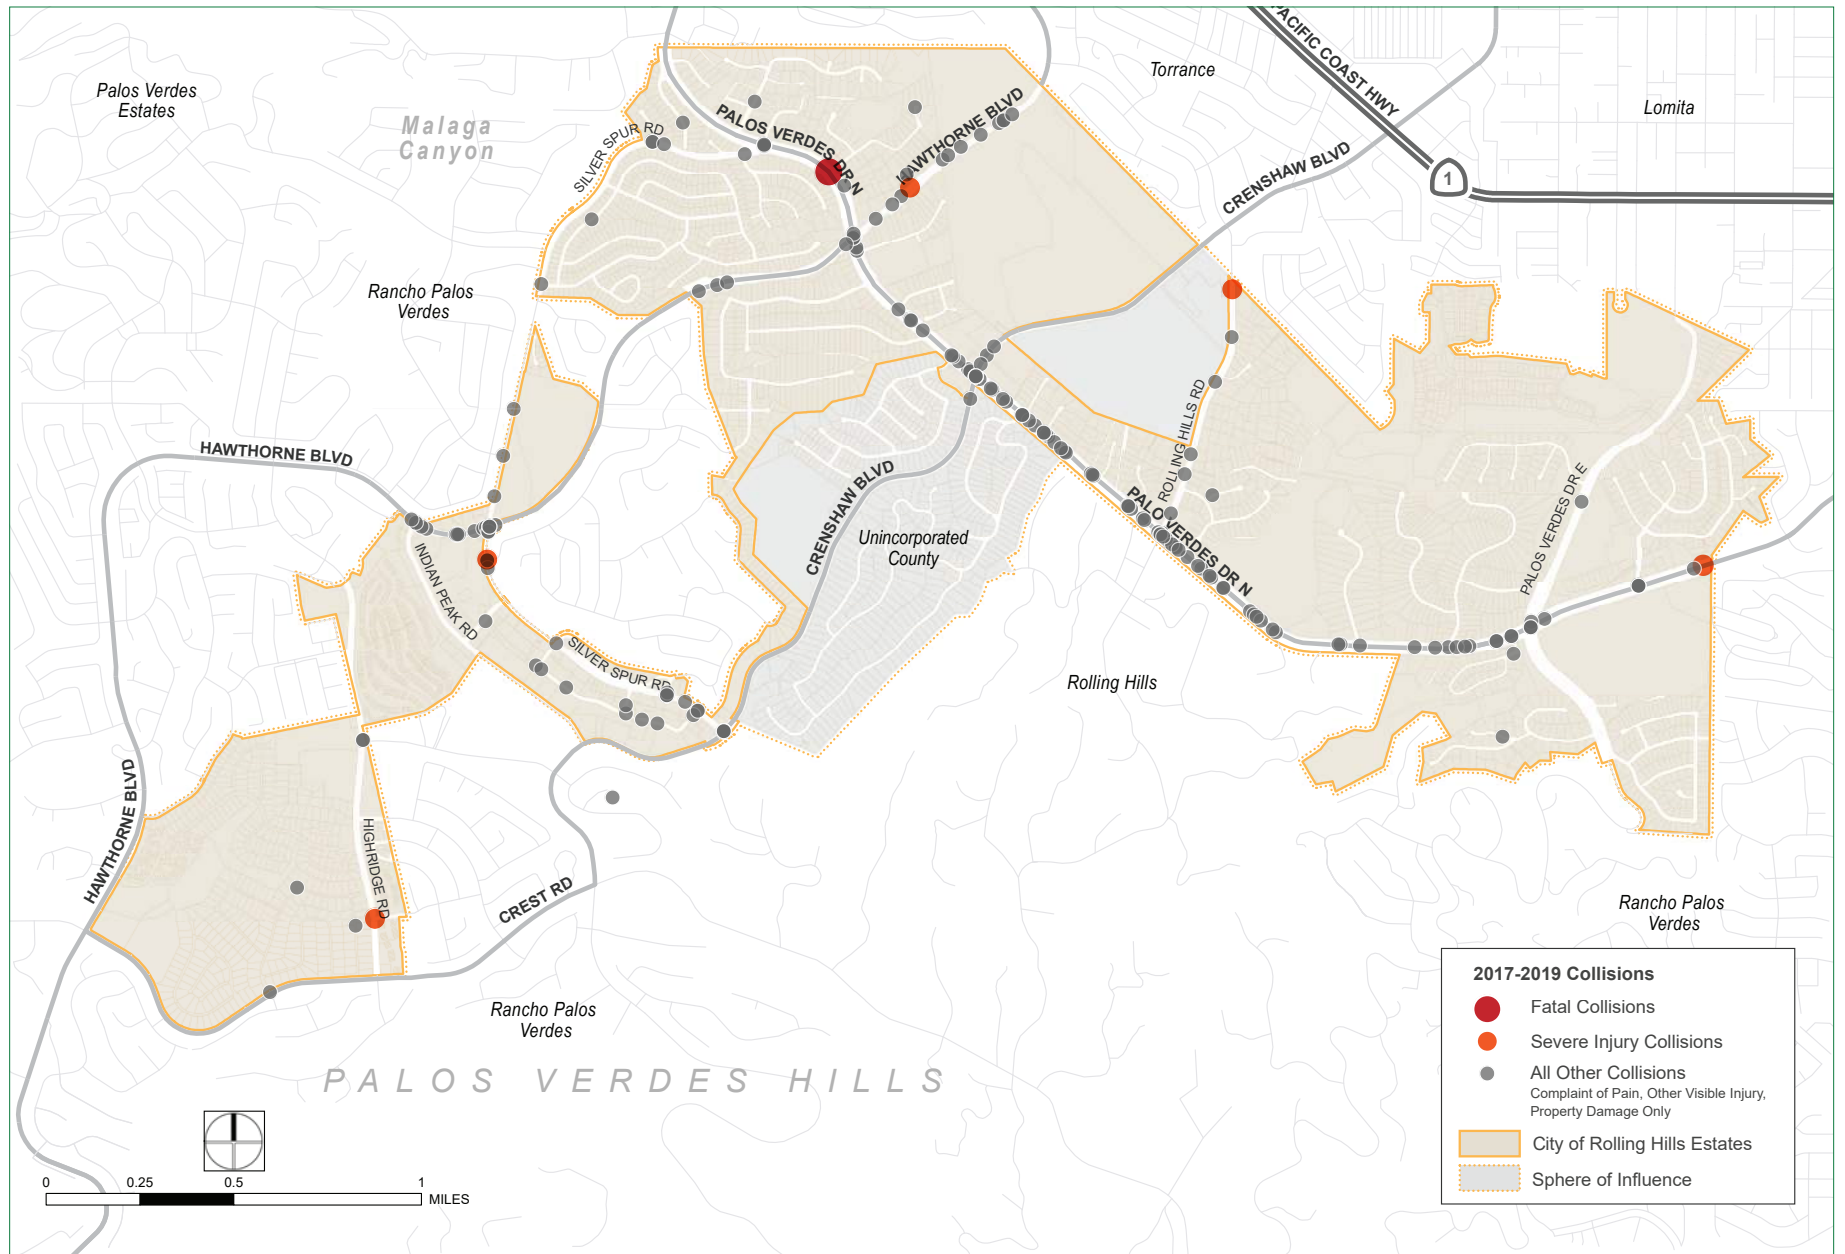 PACIFIC COAST HWY
Torrance
Lomita
Palos Verdes
Estates
Malaga
Canyon
SILVER SPUR RD
PALOS VERDES DR N
HAWTHORNE BLVD
CRENSHAW BLVD
1
Rancho Palos
Verdes
ROLLING HILLS RD
HAWTHORNE BLVD
CRENSHAW BLVD
Unincorporated
County
PALO VERDES DR N
PALOS VERDES DR E
INDIAN PEAK RD
SILVER SPUR RD
Rolling Hills
HAWTHORNE BLVD
HIGHRIDGE RD
CREST RD
Rancho Palos
Verdes
Rancho Palos
Verdes
PALOS VERDES HILLS
2017-2019 Collisions
Fatal Collisions
Severe Injury Collisions
All Other Collisions
Complaint of Pain, Other Visible Injury,
Property Damage Only
City of Rolling Hills Estates
Sphere of Influence
0 0.25 0.5 1
MILES